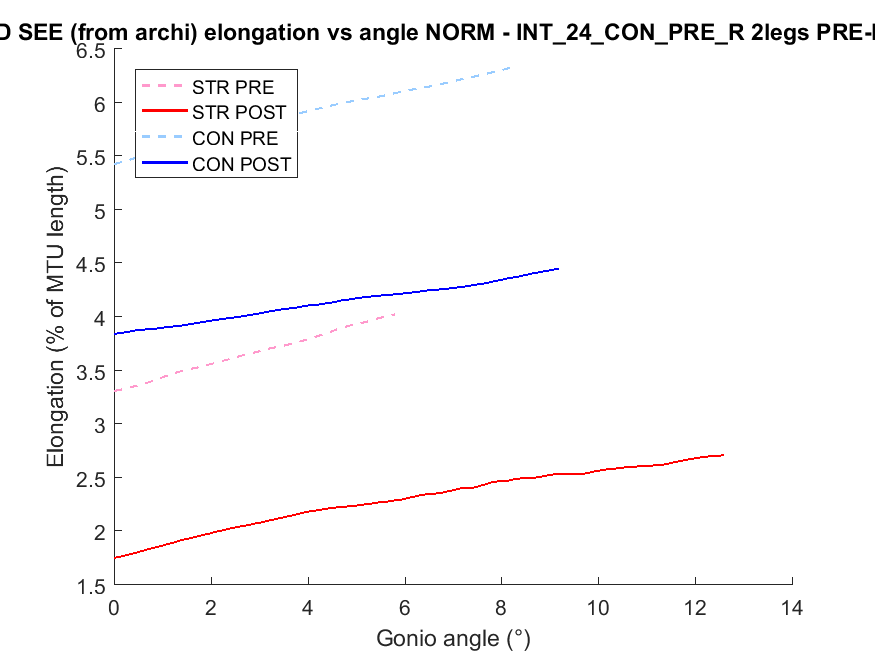 D SEE (from archi) elongation vs angle NORM - INT_24_CON_PRE_R 2legs PRE-
6.5
6
5.5
5
4.5
4
3.5
3
2.5
2
1.5
Elongation (% of MTU length)
STR PRE
STR POST
CON PRE
CON POST
0 2 4 6 8 10 12 14
Gonio angle (°)